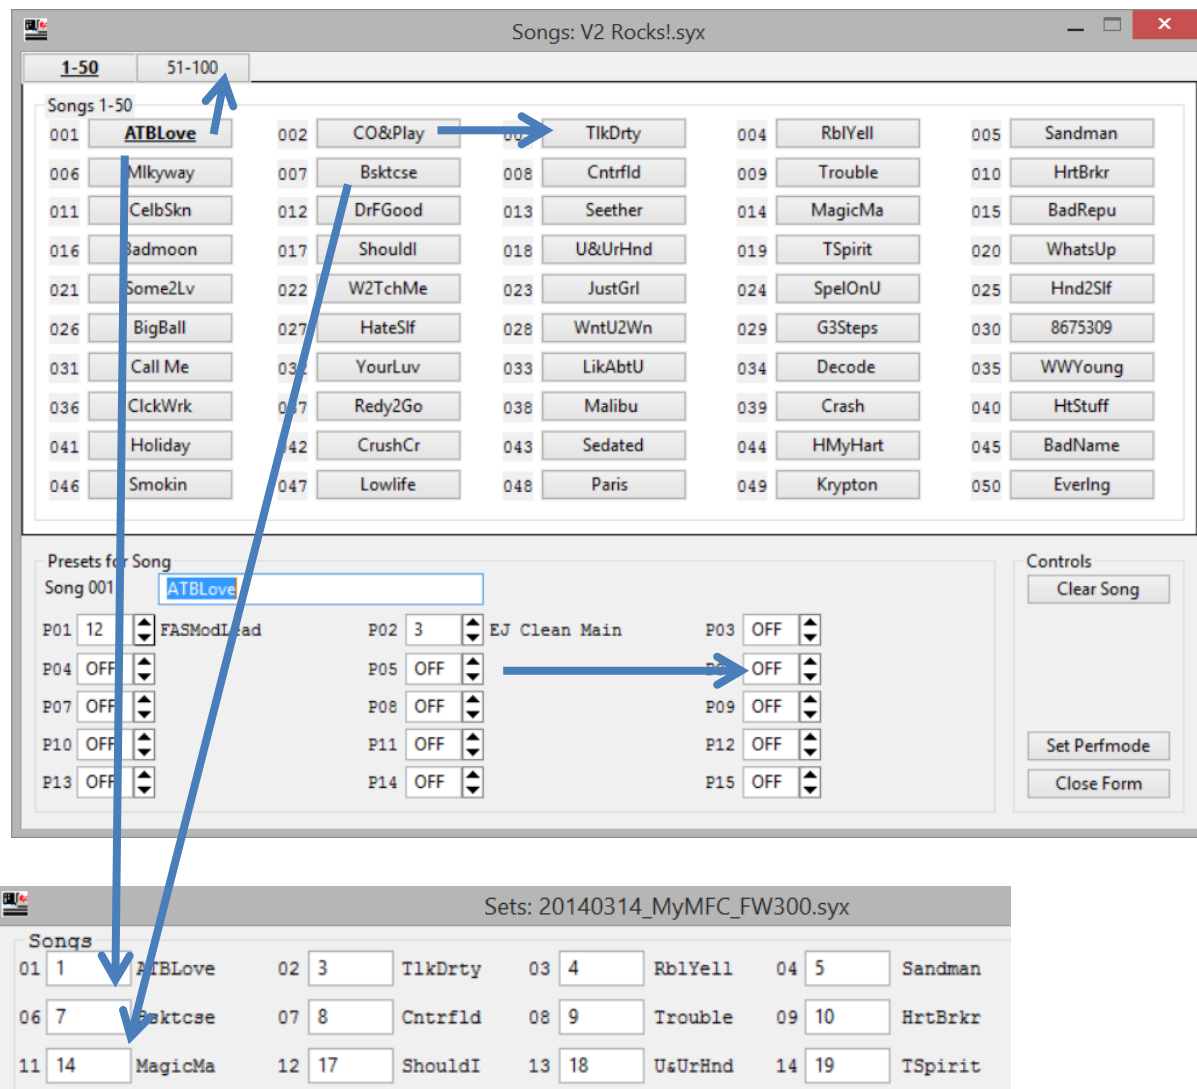 Songs: V2 Rocks!.syx
1-50 51-100
Songs 1-50
001 ATBLove 002 CO&Play TlkDrty 004 RblYell 005 Sandman
006 Mlkyway 007 Bsktcse 008 Cntrfld 009 Trouble 010 HrtBrkr
011 CelbSkn 012 DrFGood 013 Seether 014 MagicMa 015 BadRepu
016 Badmoon 017 ShouldI 018 U&UrHnd 019 TSpirit 020 WhatsUp
021 Some2Lv 022 W2TchMe 023 JustGrl 024 SpelOnU 025 Hnd2Slf
026 BigBall 027 HateSlf 028 WntU2Wn 029 G3Steps 030 8675309
031 Call Me 032 YourLuv 033 LikAbtU 034 Decode 035 WWYoung
036 ClckWrk 037 Redy2Go 038 Malibu 039 Crash 040 HtStuff
041 Holiday 042 CrushCr 043 Sedated 044 HMyHart 045 BadName
046 Smokin 047 Lowlife 048 Paris 049 Krypton 050 EverIng
Presets for Song Controls
Song 001 ATBLove Clear Song
P01 12 FASModLead P02 3 EJ Clean Main P03 OFF
P04 OFF P05 OFF OFF
P07 OFF P08 OFF P09 OFF
P10 OFF P11 OFF P12 OFF Set Perfmode
P13 OFF P14 OFF P15 OFF Close Form
Sets: 20140314_MyMFC_FW300.syx
Songs
01 1 ATBLove 02 3 TlkDrty 03 4 RblYell 04 5 Sandman
06 7 Bsktcse 07 8 Cntrfld 08 9 Trouble 09 10 HrtBrkr
11 14 MagicMa 12 17 ShouldI 13 18 U&UrHnd 14 19 TSpirit